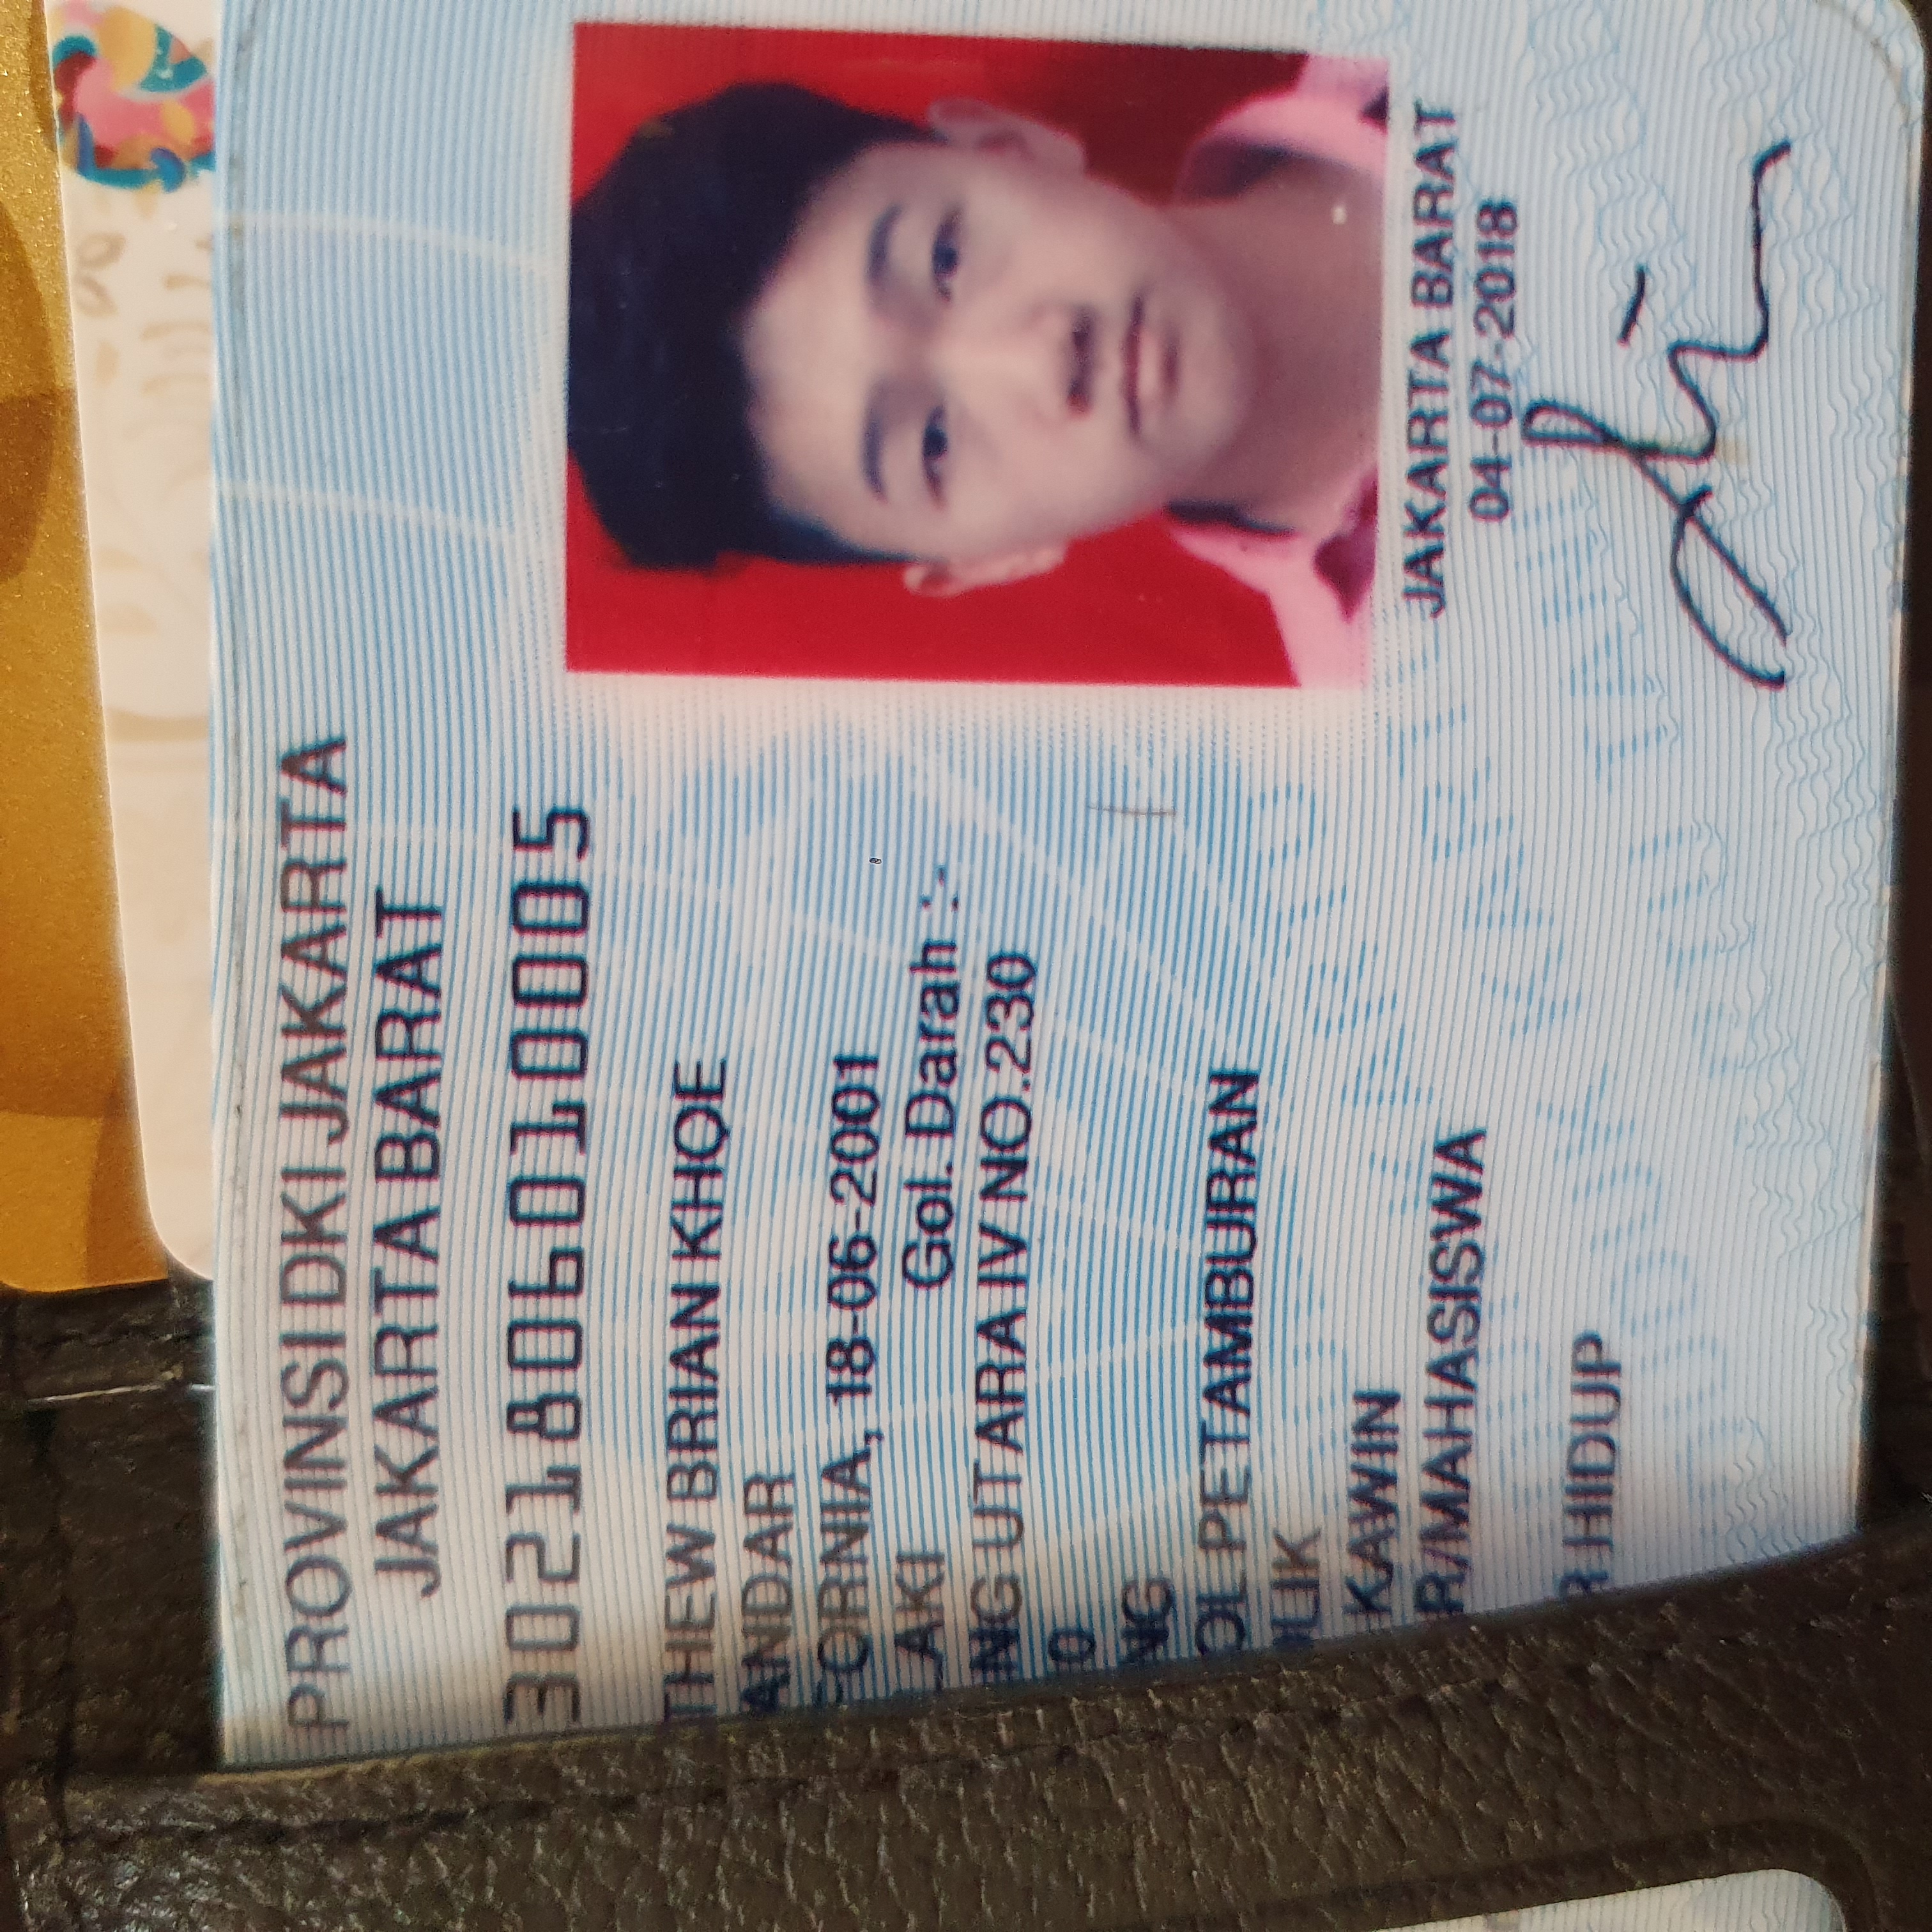 PROVINSI DKI JAKARTA
JAKARTA BARAT
3021806010005
THEW BRIAN KHOE
ANDAR
FORNIA, 18-06-2001
LAKI Gol. Darah :-
NG UTARA IV NO.230
0
NG
OL PETAMBURAN
OLIK
KAWIN
R/MAHASISWA
R HIDUP
JAKARTA BARAT
04-07-2018